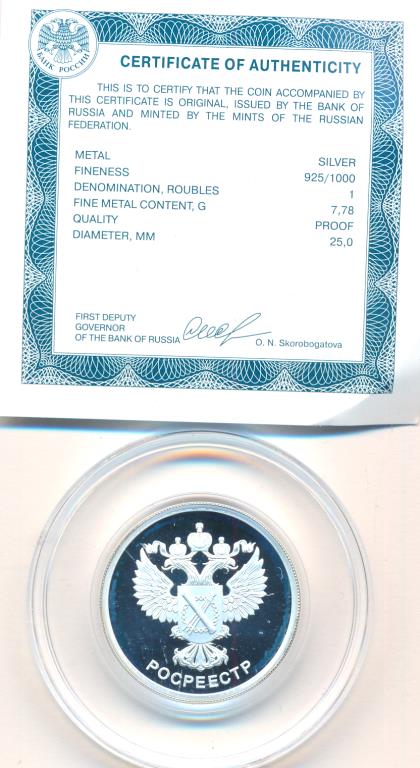 БАНК РОССИИ
CERTIFICATE OF AUTHENTICITY
THIS IS TO CERTIFY THAT THE COIN ACCOMPANIED BY
THIS CERTIFICATE IS ORIGINAL, ISSUED BY THE BANK OF
RUSSIA AND MINTED BY THE MINTS OF THE RUSSIAN
FEDERATION.
METAL SILVER
FINENESS 925/1000
DENOMINATION, ROUBLES 1
FINE METAL CONTENT, G 7,78
QUALITY PROOF
DIAMETER, MM 25,0
FIRST DEPUTY
GOVERNOR
OF THE BANK OF RUSSIA O. N. Skorobogatova
РОСРЕЕСТР